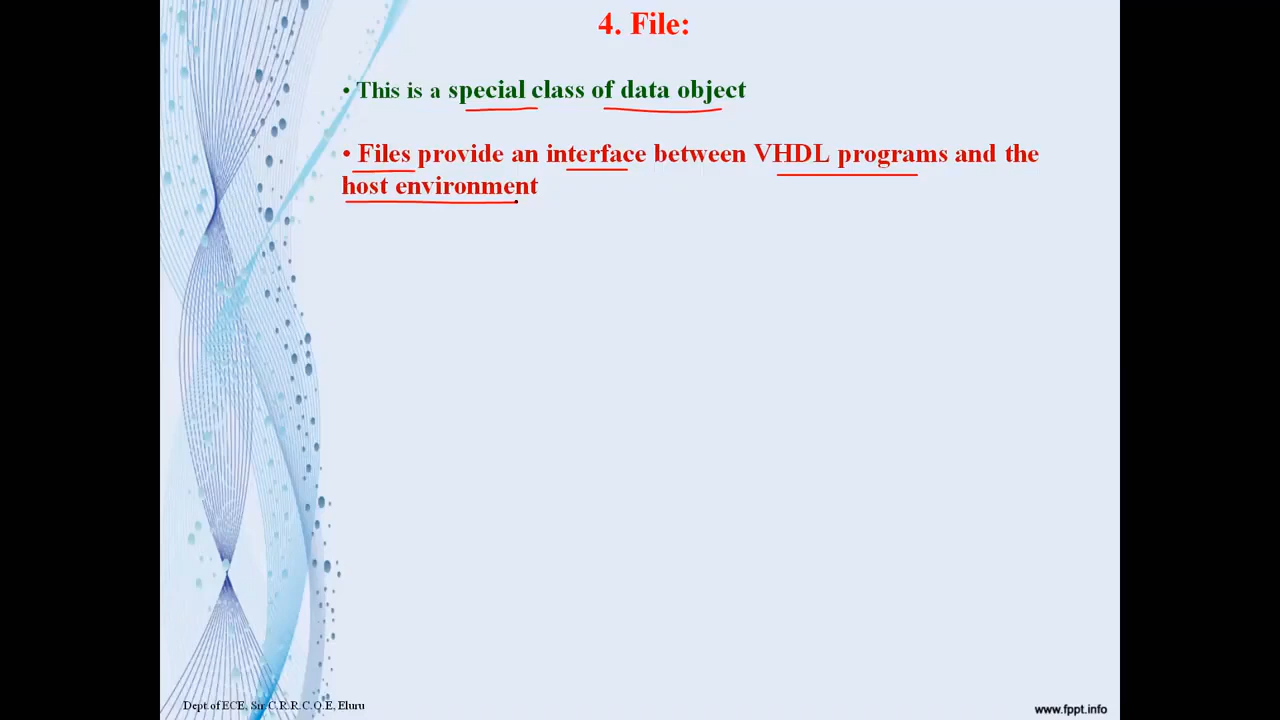 4. File:
• This is a special class of data object
• Files provide an interface between VHDL programs and the
host environment
Dept of ECE, Sir.C.R.R.C.O.E, Eluru
www.fppt.info